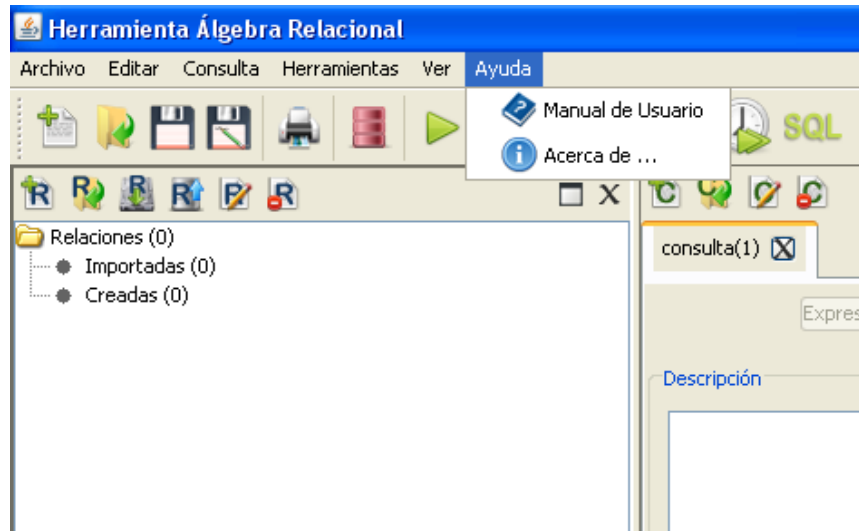 Herramienta Álgebra Relacional
Archivo Editar Consulta Herramientas Ver Ayuda
Manual de Usuario
SQL
Acerca de ...
Relaciones (0)
Importadas (0)
Creadas (0)
consulta(1)
Expres
Descripción